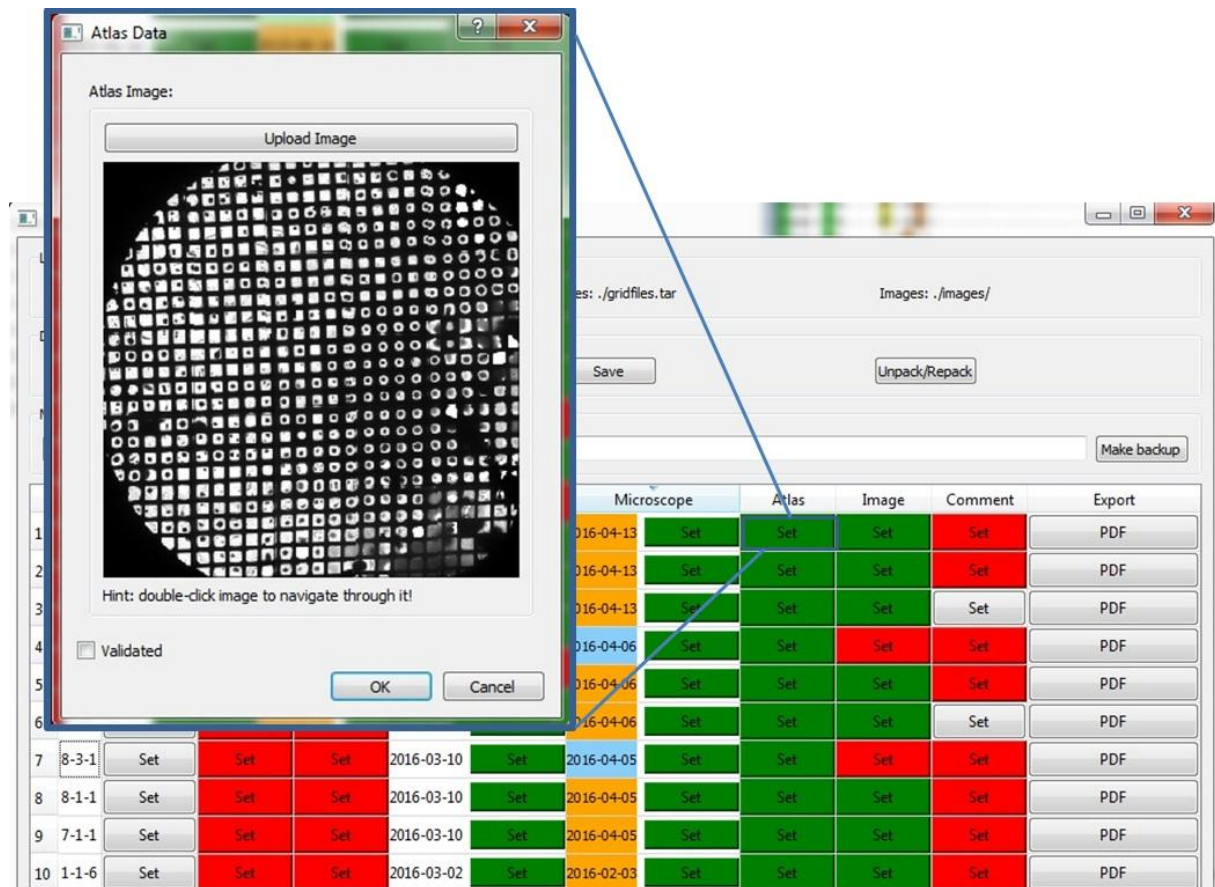 Atlas Data
Atlas Image:
Upload Image
Hint: double-click image to navigate through it!
Validated
OK Cancel
es: ./gridfiles.tar Images: ./images/
Save Unpack/Repack
Make backup
Microscope Atlas Image Comment Export
1 016-04-13 Set Set Set Set PDF
2 016-04-13 Set Set Set Set PDF
3 016-04-13 Set Set Set Set PDF
4 016-04-06 Set Set Set Set PDF
5 016-04-06 Set Set Set Set PDF
6 016-04-06 Set Set Set Set PDF
7 8-3-1 Set Set Set 2016-03-10 Set 2016-04-05 Set Set Set Set PDF
8 8-1-1 Set Set Set 2016-03-10 Set 2016-04-05 Set Set Set Set PDF
9 7-1-1 Set Set Set 2016-03-10 Set 2016-04-05 Set Set Set Set PDF
10 1-1-6 Set Set Set 2016-03-02 Set 2016-02-03 Set Set Set Set PDF